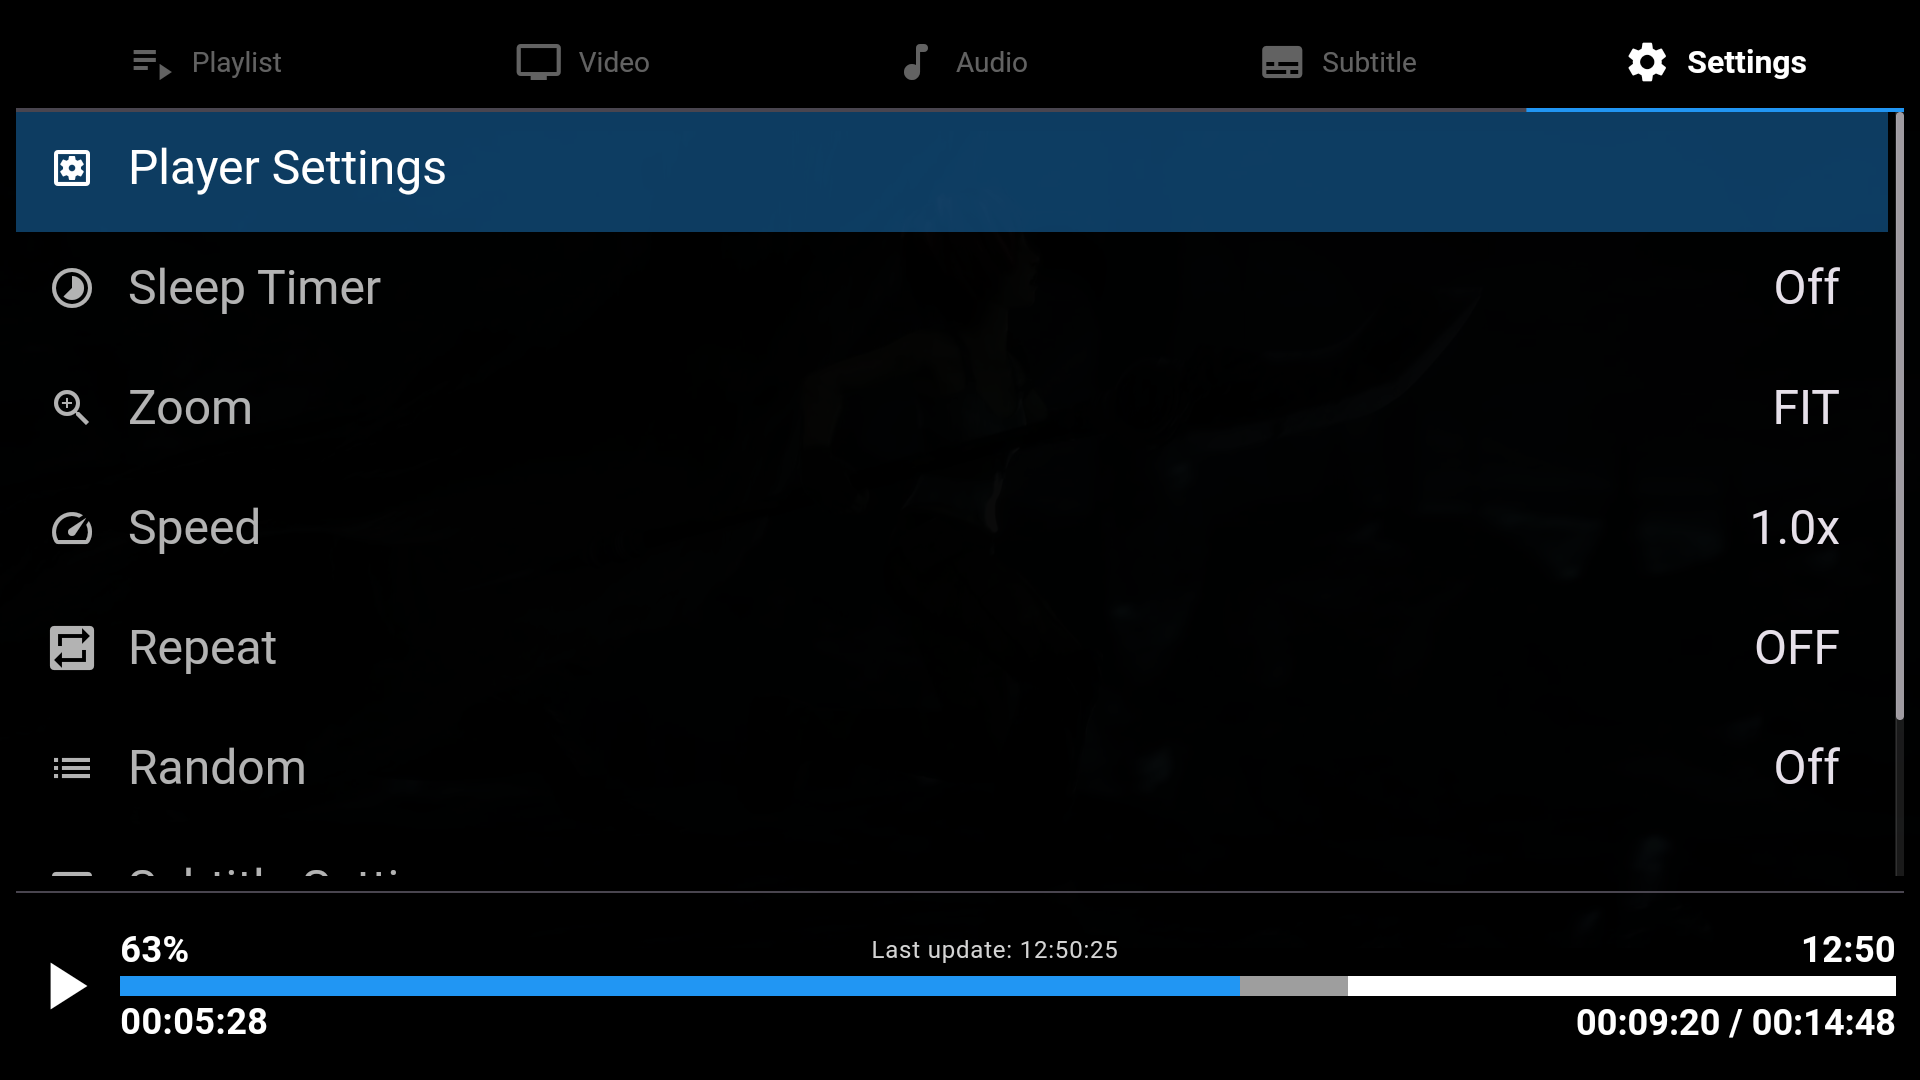 Playlist Video Audio Subtitle Settings
Player Settings
Sleep Timer Off
Zoom FIT
Speed 1.0x
Repeat OFF
Random Off
63% Last update: 12:50:25 12:50
00:05:28 00:09:20 / 00:14:48